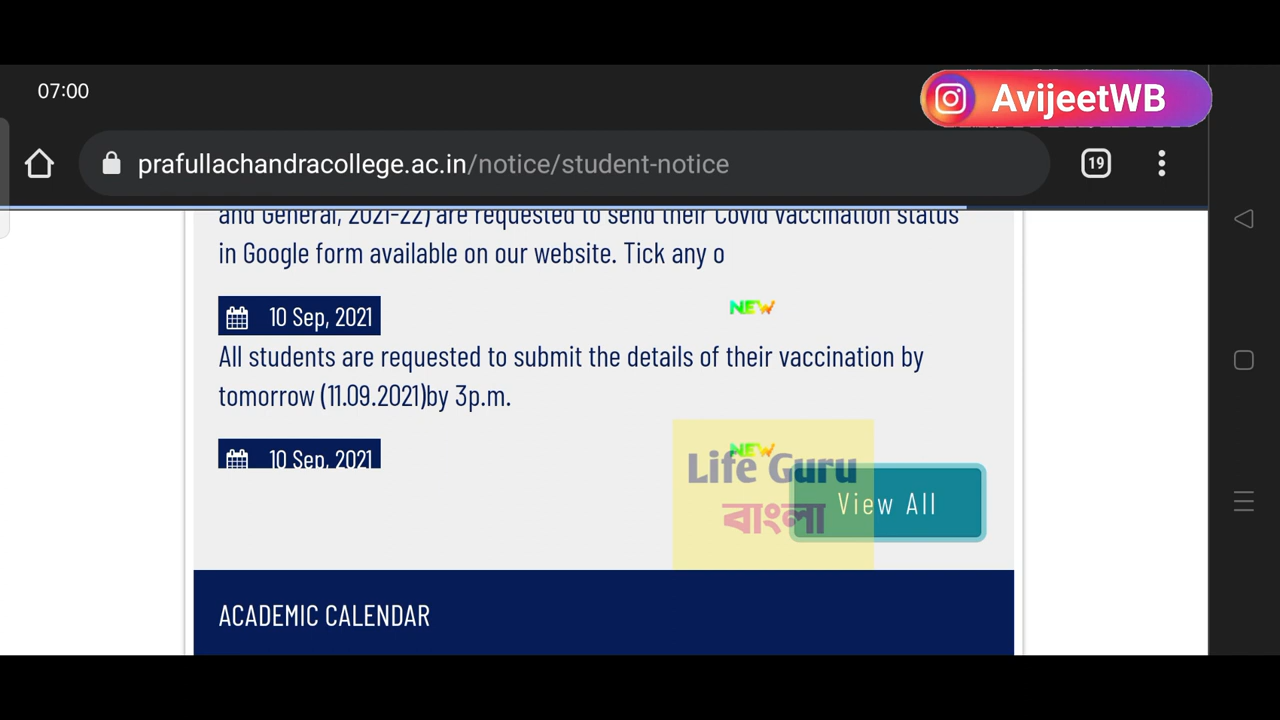 07:00
AvijeetWB
prafullachandracollege.ac.in/notice/student-notice
19
and General, 2021-22) are requested to send their Covid vaccination status
in Google form available on our website. Tick any o
10 Sep, 2021
NEW
All students are requested to submit the details of their vaccination by
tomorrow (11.09.2021)by 3p.m.
10 Sep, 2021
NEW
Life Guru
বাংলা
View All
ACADEMIC CALENDAR